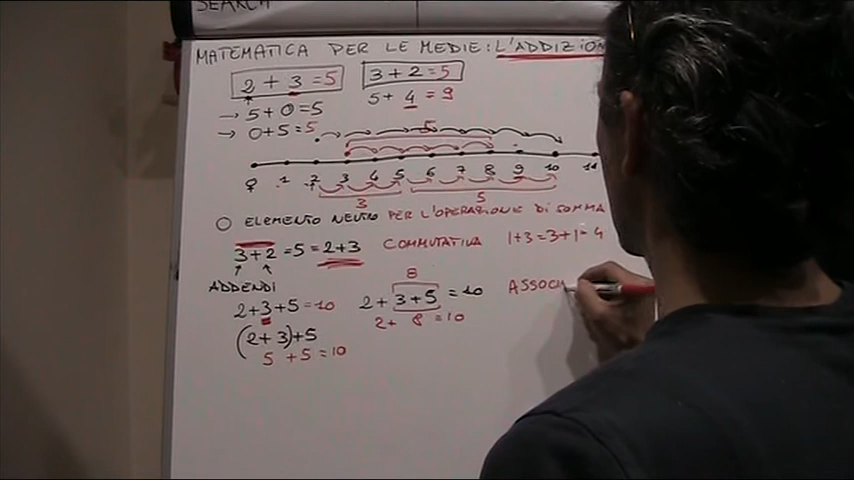 SEARCH
MATEMATICA PER LE MEDIE: L'ADDIZION
2 + 3 = 5 3 + 2 = 5
→ 5 + 0 = 5 5 + 4 = 9
→ 0 + 5 = 5
5
0 1 2 3 4 5 6 7 8 9 10 11
3 5
0 ELEMENTO NEUTRO PER L'OPERAZIONE DI SOMMA
3 + 2 = 5 = 2 + 3 COMMUTATIVA 1 + 3 = 3 + 1 = 4
ADDENDI
8
2 + 3 + 5 = 10 2 + 3 + 5 = 10 ASSOCI
(2 + 3) + 5 2 + 8 = 10
5 + 5 = 10